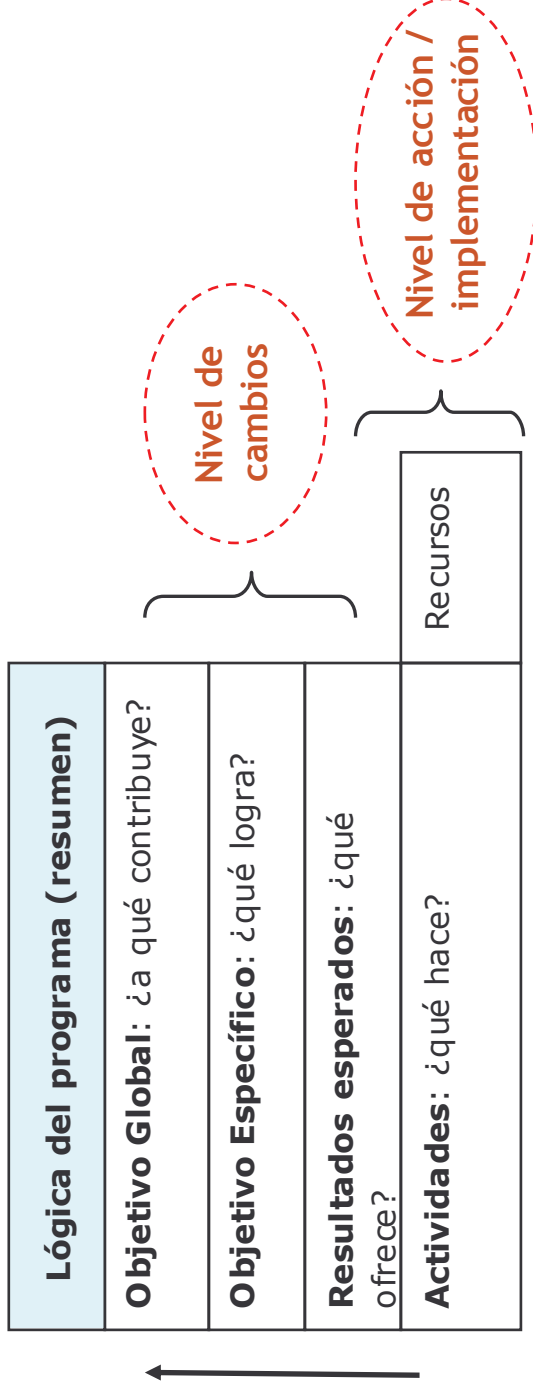 Lógica del programa (resumen)
Objetivo Global: ¿a qué contribuye?
Objetivo Específico: ¿qué logra?
Resultados esperados: ¿qué
ofrece?
Actividades: ¿qué hace?
Recursos
Nivel de
cambios
Nivel de acción /
implementación